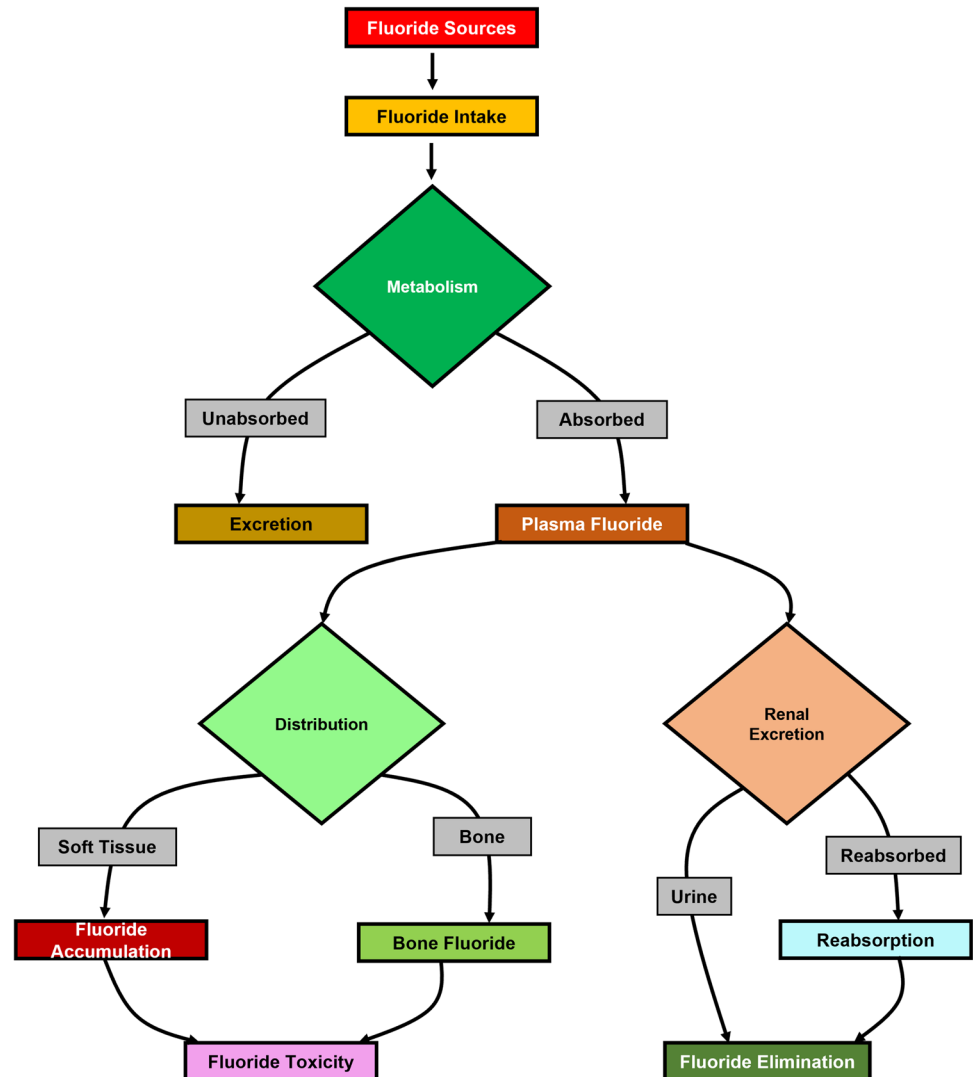 Fluoride Sources
Fluoride Intake
Metabolism
Unabsorbed
Absorbed
Excretion
Plasma Fluoride
Distribution
Renal
Excretion
Soft Tissue
Bone
Reabsorbed
Urine
Fluoride
Accumulation
Bone Fluoride
Reabsorption
Fluoride Toxicity
Fluoride Elimination